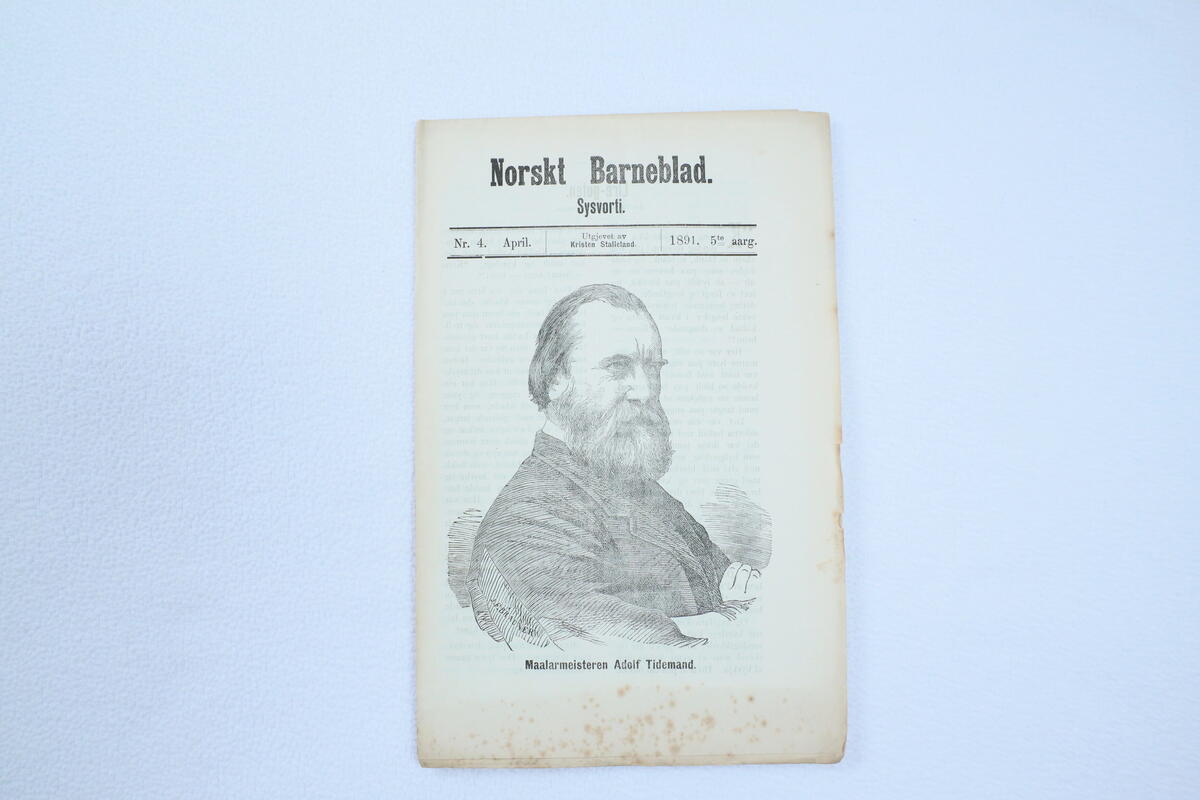 Norskt Barneblad.
Sysvorti.
Nr. 4. April.
Utgjevet av
Kristen Stalleland.
1891. 5te aarg.
Maalarmeisteren Adolf Tidemand.